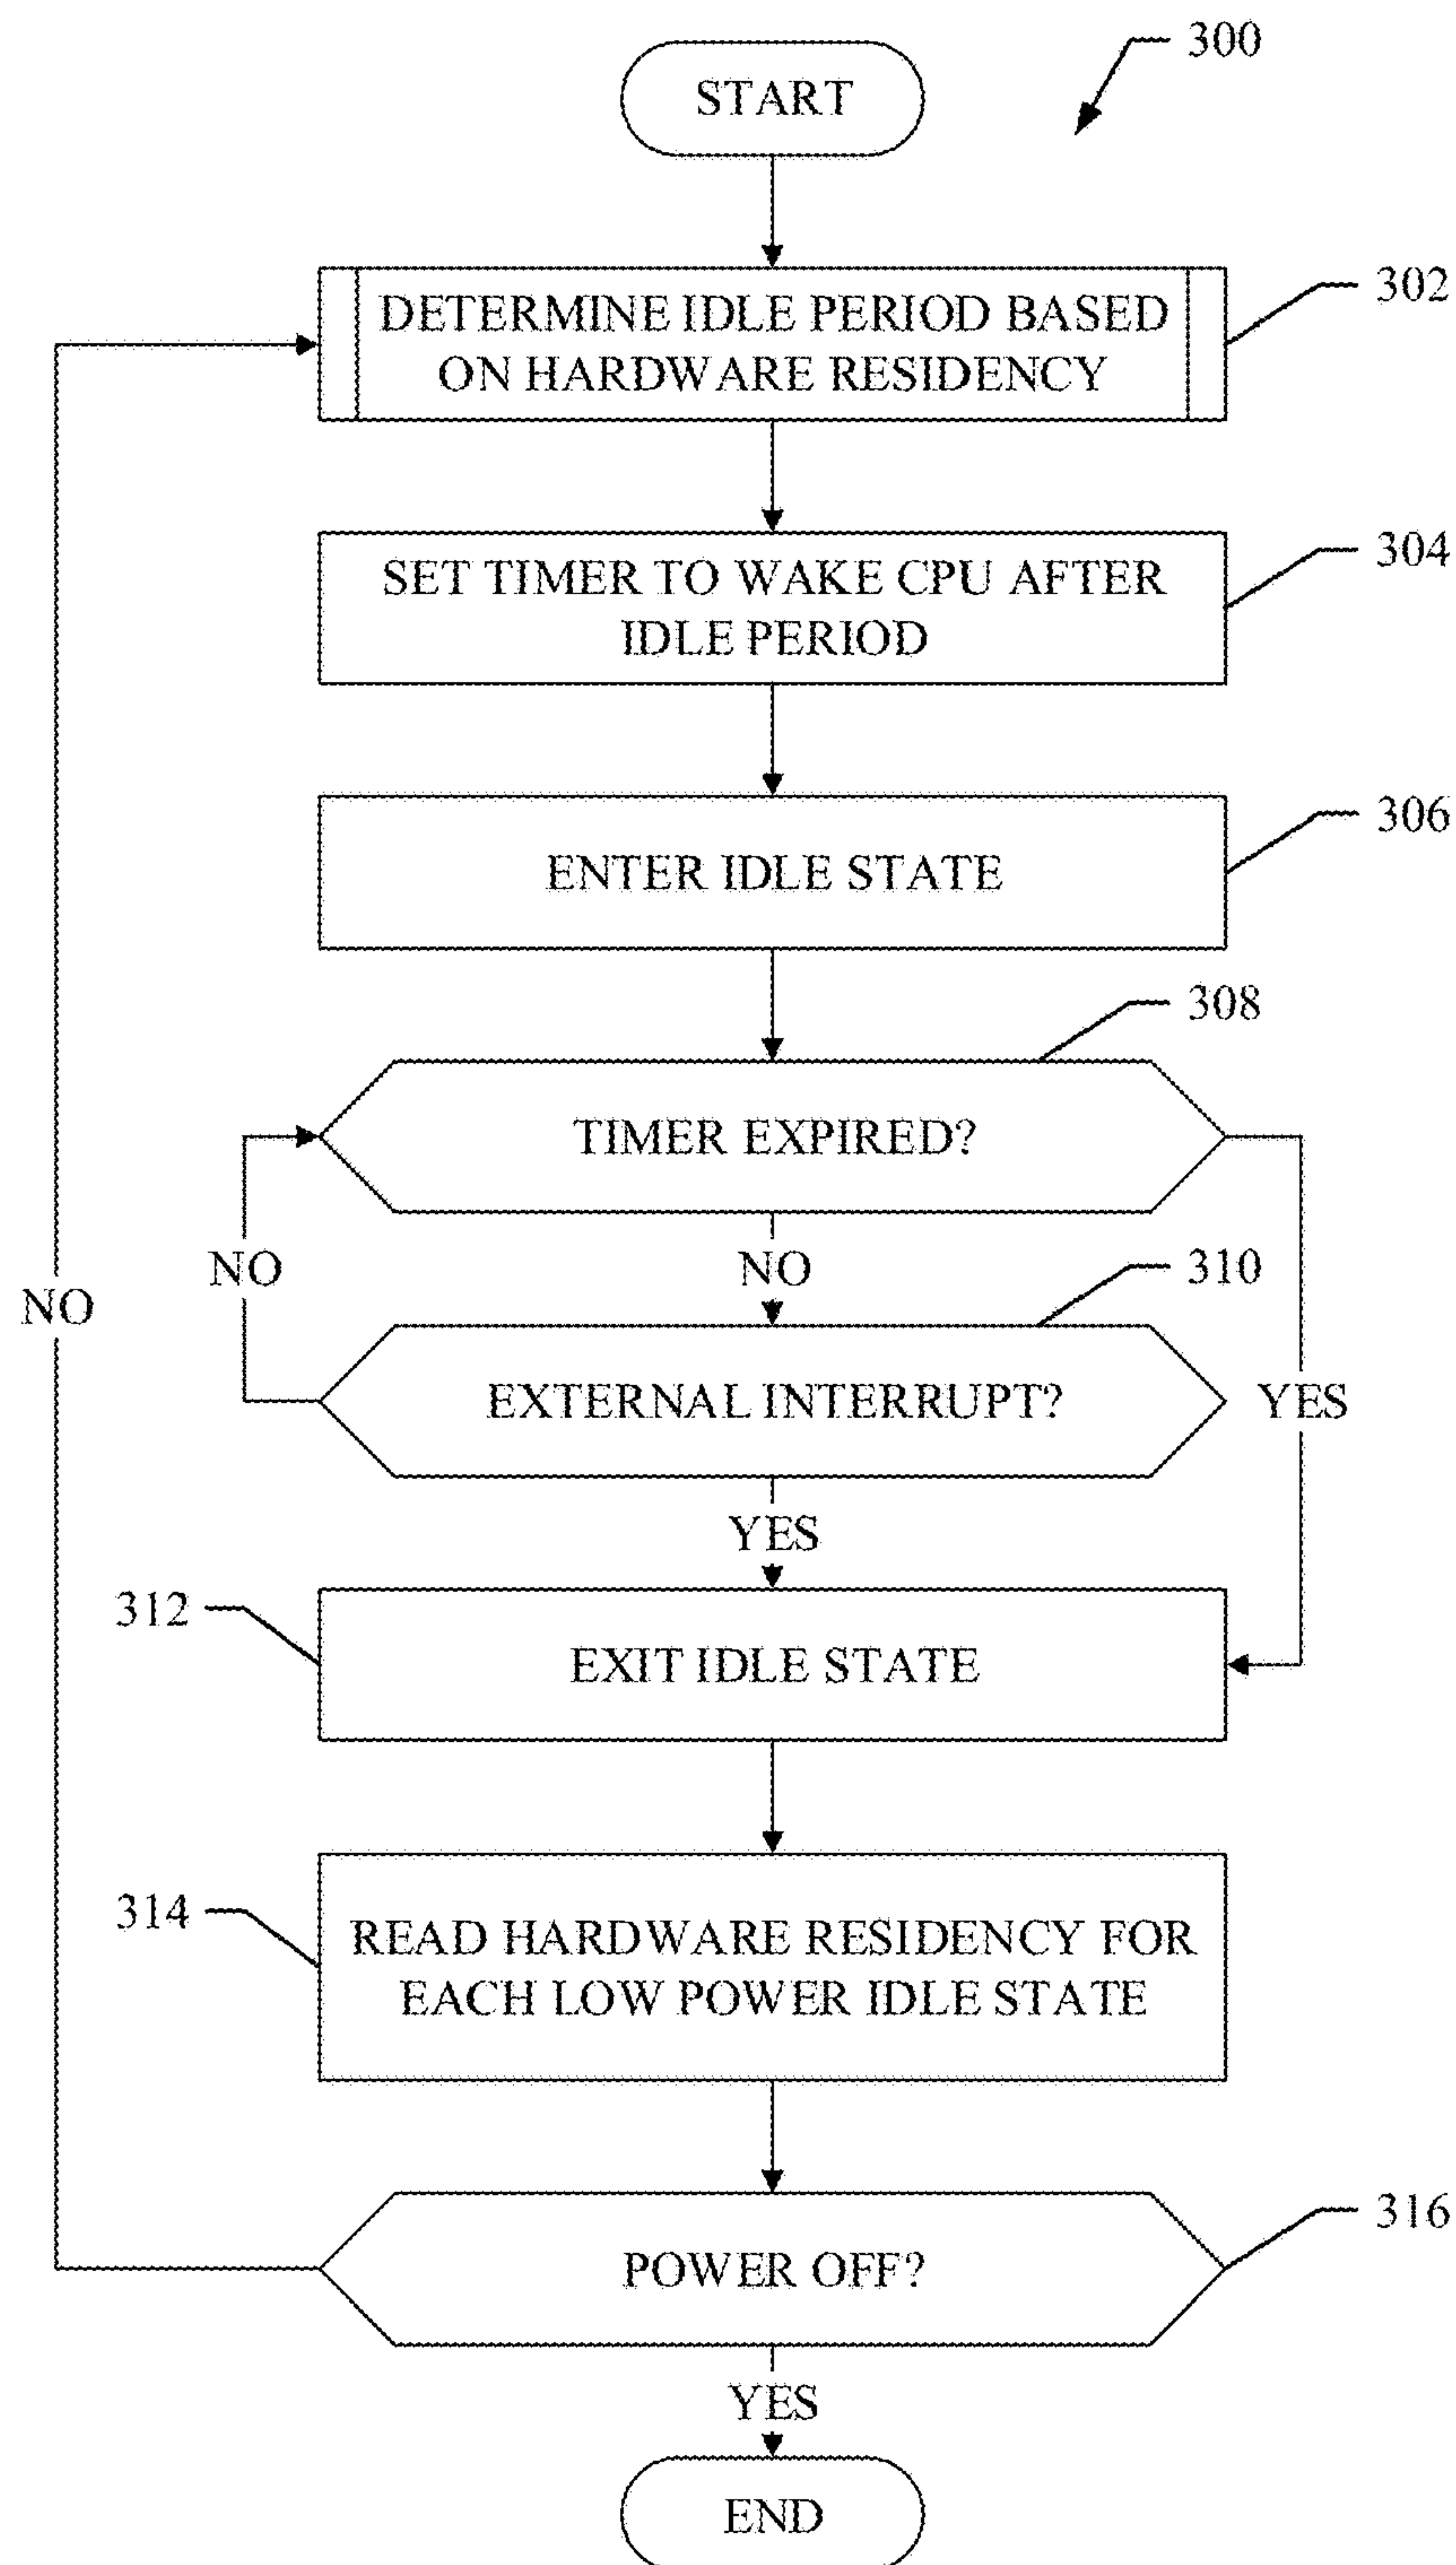 300
START
DETERMINE IDLE PERIOD BASED
ON HARDWARE RESIDENCY
302
SET TIMER TO WAKE CPU AFTER
IDLE PERIOD
304
ENTER IDLE STATE
306
308
TIMER EXPIRED?
NO
NO
NO
310
EXTERNAL INTERRUPT?
YES
YES
312
EXIT IDLE STATE
314
READ HARDWARE RESIDENCY FOR
EACH LOW POWER IDLE STATE
316
POWER OFF?
YES
END